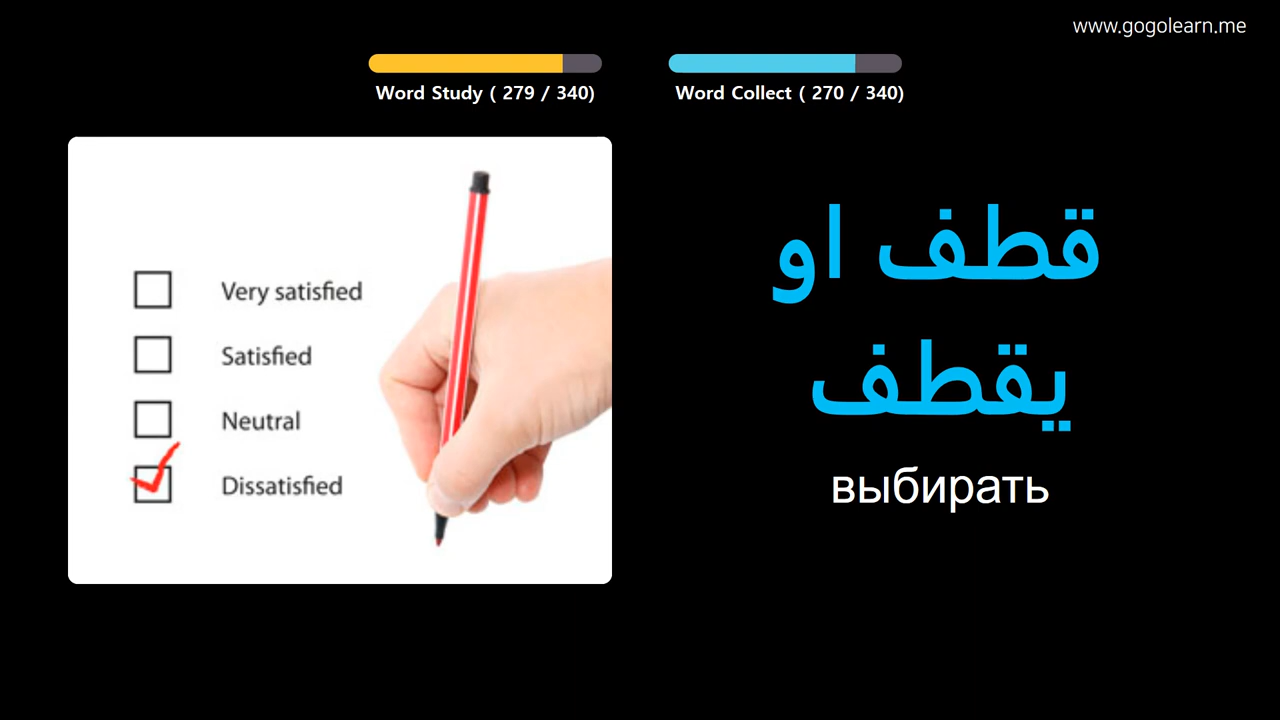 www.gogolearn.me
Word Study ( 279 / 340)
Word Collect ( 270 / 340)
Very satisfied
Satisfied
Neutral
Dissatisfied
قطف او
يقطف
выбирать